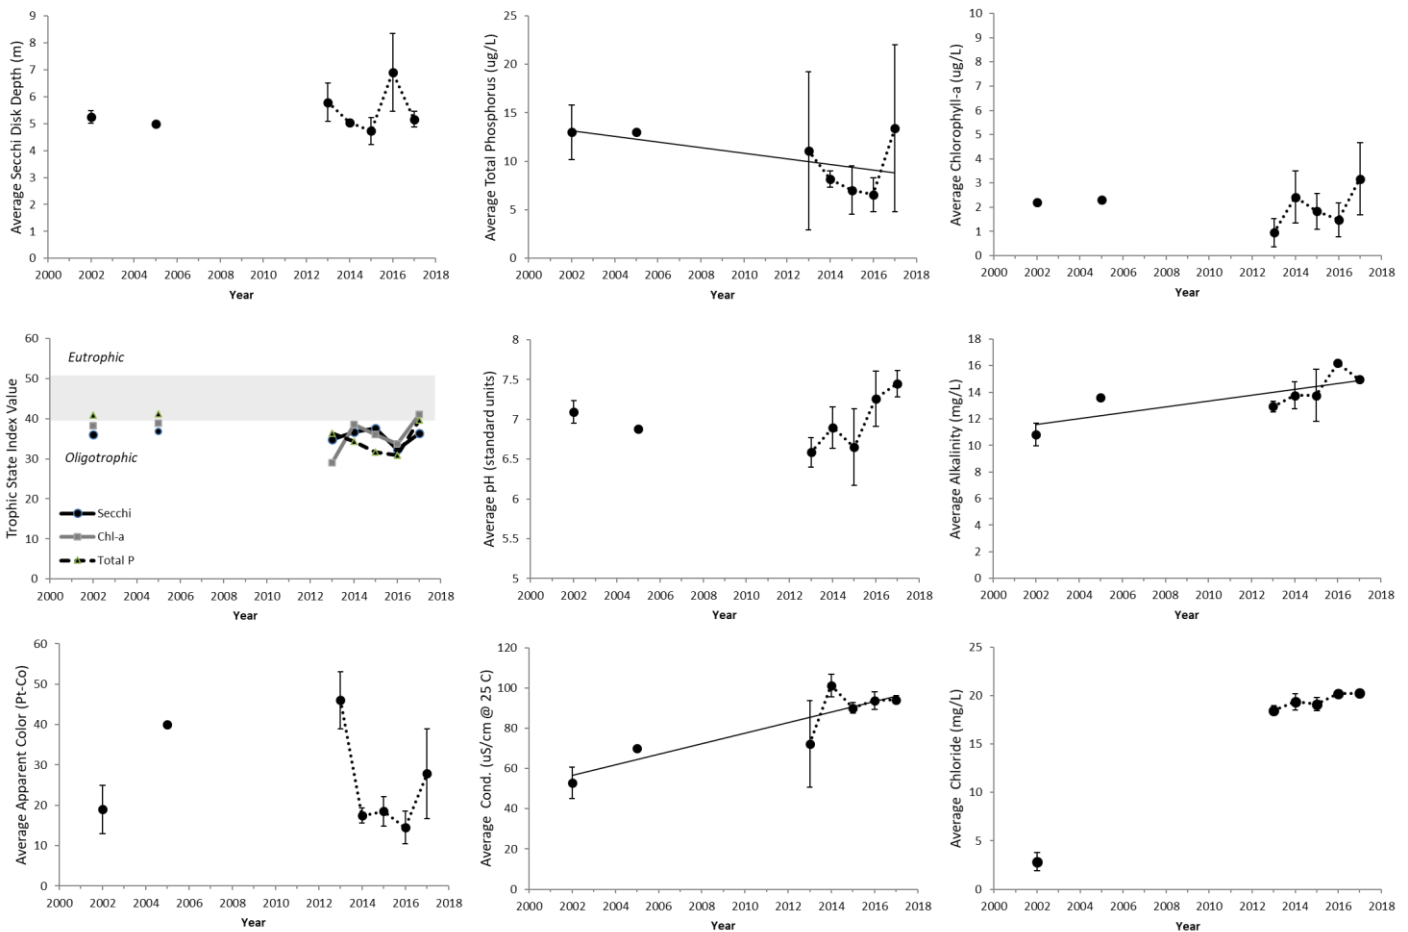 Average Secchi Disk Depth (m)
9
8
7
6
5
4
3
2
1
0
2000 2002 2004 2006 2008 2010 2012 2014 2016 2018
Year
Average Total Phosphorus (ug/L)
25
20
15
10
5
0
2000 2002 2004 2006 2008 2010 2012 2014 2016 2018
Year
Average Chlorophyll-a (ug/L)
10
9
8
7
6
5
4
3
2
1
0
2000 2002 2004 2006 2008 2010 2012 2014 2016 2018
Year
Trophic State Index Value
60
50
40
30
20
10
0
Eutrophic
Oligotrophic
Secchi
Chl-a
Total P
2000 2002 2004 2006 2008 2010 2012 2014 2016 2018
Year
Average pH (standard units)
8
7.5
7
6.5
6
5.5
5
2000 2002 2004 2006 2008 2010 2012 2014 2016 2018
Year
Average Alkalinity (mg/L)
18
16
14
12
10
8
6
4
2
0
2000 2002 2004 2006 2008 2010 2012 2014 2016 2018
Year
Average Apparent Color (Pt-Co)
60
50
40
30
20
10
0
2000 2002 2004 2006 2008 2010 2012 2014 2016 2018
Year
Average Cond. (uS/cm @ 25 C)
120
100
80
60
40
20
0
2000 2002 2004 2006 2008 2010 2012 2014 2016 2018
Year
Average Chloride (mg/L)
25
20
15
10
5
0
2000 2002 2004 2006 2008 2010 2012 2014 2016 2018
Year